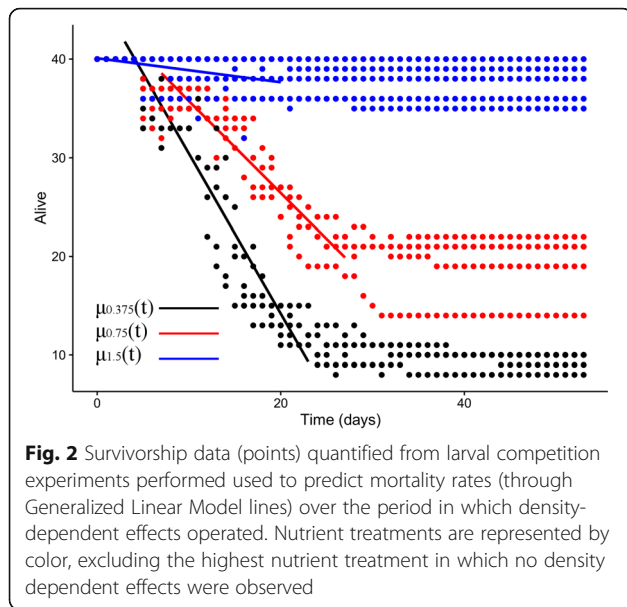 40
30
20
10
Alive
μ0.375(t)
μ0.75(t)
μ1.5(t)
0
20
40
Time (days)
Fig. 2 Survivorship data (points) quantified from larval competition
experiments performed used to predict mortality rates (through
Generalized Linear Model lines) over the period in which density-
dependent effects operated. Nutrient treatments are represented by
color, excluding the highest nutrient treatment in which no density
dependent effects were observed